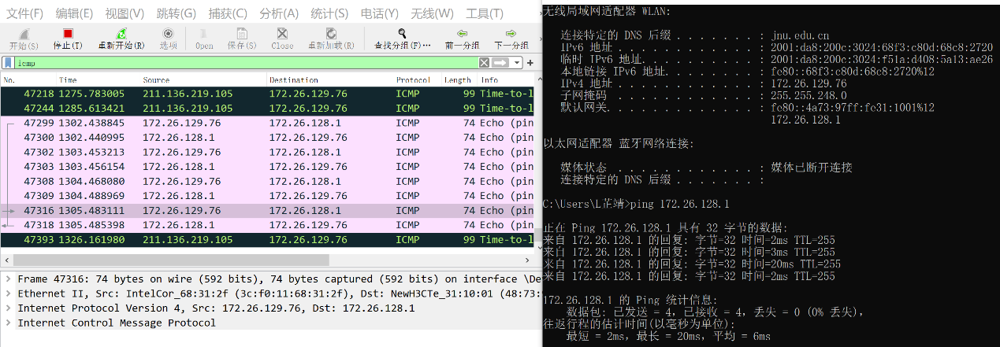 文件(F) 编辑(E) 视图(V) 跳转(G) 捕获(C) 分析(A) 统计(S) 电话(Y) 无线(W) 工具(T)
开始(S) 停止(T) 重新开始(R) 选项 Open 保存(S) Close 重新加载(R) 查找分组(F)… 前一分组 下一分组
icmp
No. Time Source Destination Protocol Length Info
47218 1275.783005 211.136.219.105 172.26.129.76 ICMP 99 Time-to-l
47244 1285.613421 211.136.219.105 172.26.129.76 ICMP 99 Time-to-l
47299 1302.438845 172.26.129.76 172.26.128.1 ICMP 74 Echo (pin
47300 1302.440995 172.26.128.1 172.26.129.76 ICMP 74 Echo (pin
47302 1303.453213 172.26.129.76 172.26.128.1 ICMP 74 Echo (pin
47303 1303.456154 172.26.128.1 172.26.129.76 ICMP 74 Echo (pin
47308 1304.468080 172.26.129.76 172.26.128.1 ICMP 74 Echo (pin
47309 1304.488969 172.26.128.1 172.26.129.76 ICMP 74 Echo (pin
47316 1305.483111 172.26.129.76 172.26.128.1 ICMP 74 Echo (pin
47318 1305.485398 172.26.128.1 172.26.129.76 ICMP 74 Echo (pin
47393 1326.161980 211.136.219.105 172.26.129.76 ICMP 99 Time-to-l
Frame 47316: 74 bytes on wire (592 bits), 74 bytes captured (592 bits) on interface \De
Ethernet II, Src: IntelCor_68:31:2f (3c:f0:11:68:31:2f), Dst: NewH3CTe_31:10:01 (48:73:
Internet Protocol Version 4, Src: 172.26.129.76, Dst: 172.26.128.1
Internet Control Message Protocol
无线局域网适配器 WLAN:
连接特定的 DNS 后缀 . . . . . . . : jnu.edu.cn
IPv6 地址 . . . . . . . . . . . . : 2001:da8:200c:3024:68f3:c80d:68c8:2720
临时 IPv6 地址. . . . . . . . . . : 2001:da8:200c:3024:f51a:d408:5a13:ae26
本地链接 IPv6 地址. . . . . . . . : fe80::68f3:c80d:68c8:2720%12
IPv4 地址 . . . . . . . . . . . . : 172.26.129.76
子网掩码 . . . . . . . . . . . . : 255.255.248.0
默认网关. . . . . . . . . . . . . : fe80::4a73:97ff:fe31:1001%12
172.26.128.1
以太网适配器 蓝牙网络连接:
媒体状态 . . . . . . . . . . . . : 媒体已断开连接
连接特定的 DNS 后缀 . . . . . . . :
C:\Users\L芷靖>ping 172.26.128.1
正在 Ping 172.26.128.1 具有 32 字节的数据:
来自 172.26.128.1 的回复: 字节=32 时间=2ms TTL=255
来自 172.26.128.1 的回复: 字节=32 时间=3ms TTL=255
来自 172.26.128.1 的回复: 字节=32 时间=20ms TTL=255
来自 172.26.128.1 的回复: 字节=32 时间=2ms TTL=255
172.26.128.1 的 Ping 统计信息:
数据包: 已发送 = 4，已接收 = 4，丢失 = 0 (0% 丢失)，
往返行程的估计时间(以毫秒为单位):
最短 = 2ms，最长 = 20ms，平均 = 6ms